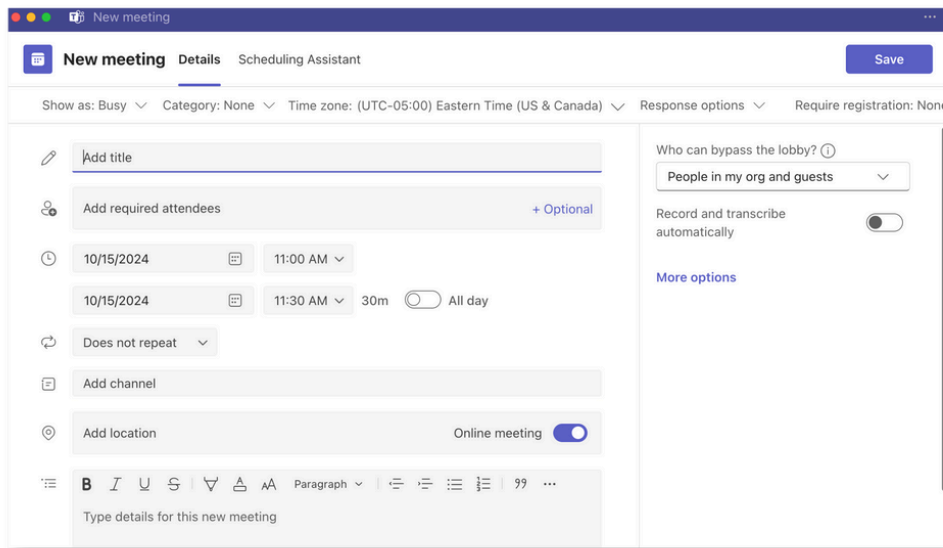 New meeting
New meeting Details Scheduling Assistant Save
Show as: Busy Category: None Time zone: (UTC-05:00) Eastern Time (US & Canada) Response options Require registration: None
Add title
Add required attendees + Optional
10/15/2024 11:00 AM
10/15/2024 11:30 AM 30m All day
Does not repeat
Add channel
Add location Online meeting
B I U S A AA Paragraph 99 ...
Type details for this new meeting
Who can bypass the lobby?
People in my org and guests
Record and transcribe
automatically
More options